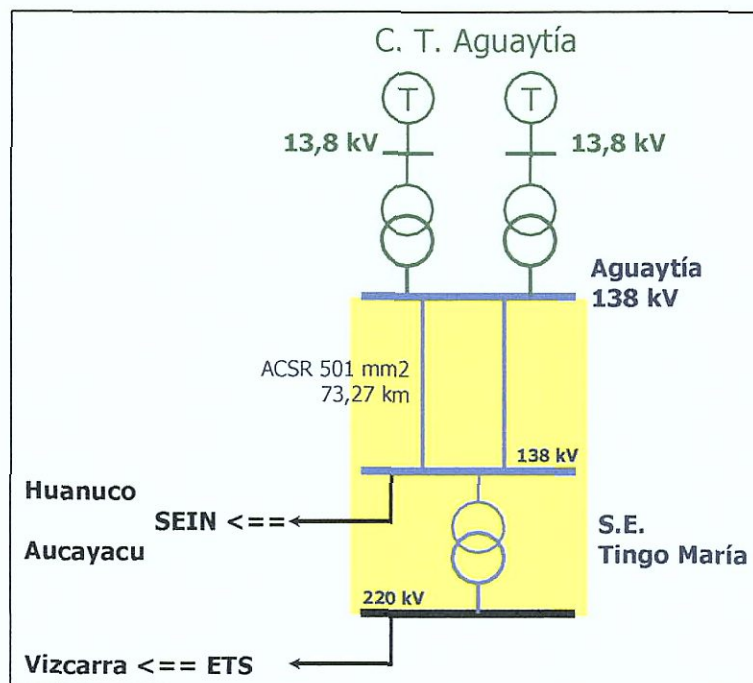 C. T. Aguaytía
T T
13,8 kV 13,8 kV
Aguaytía
138 kV
ACSR 501 mm2
73,27 km
138 kV
Huanuco
SEIN <==
Aucayacu
S.E.
Tingo María
220 kV
Vizcarra <== ETS